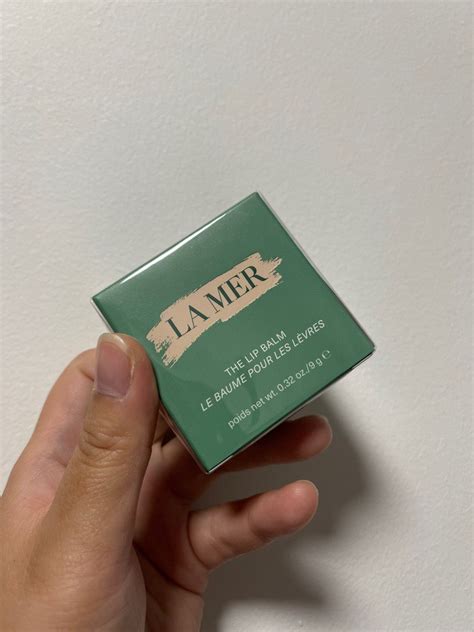 LA MER
THE LIP BALM
LE BAUME POUR LES LÈVRES
poids net wt. 0.32 oz./9 g ℮